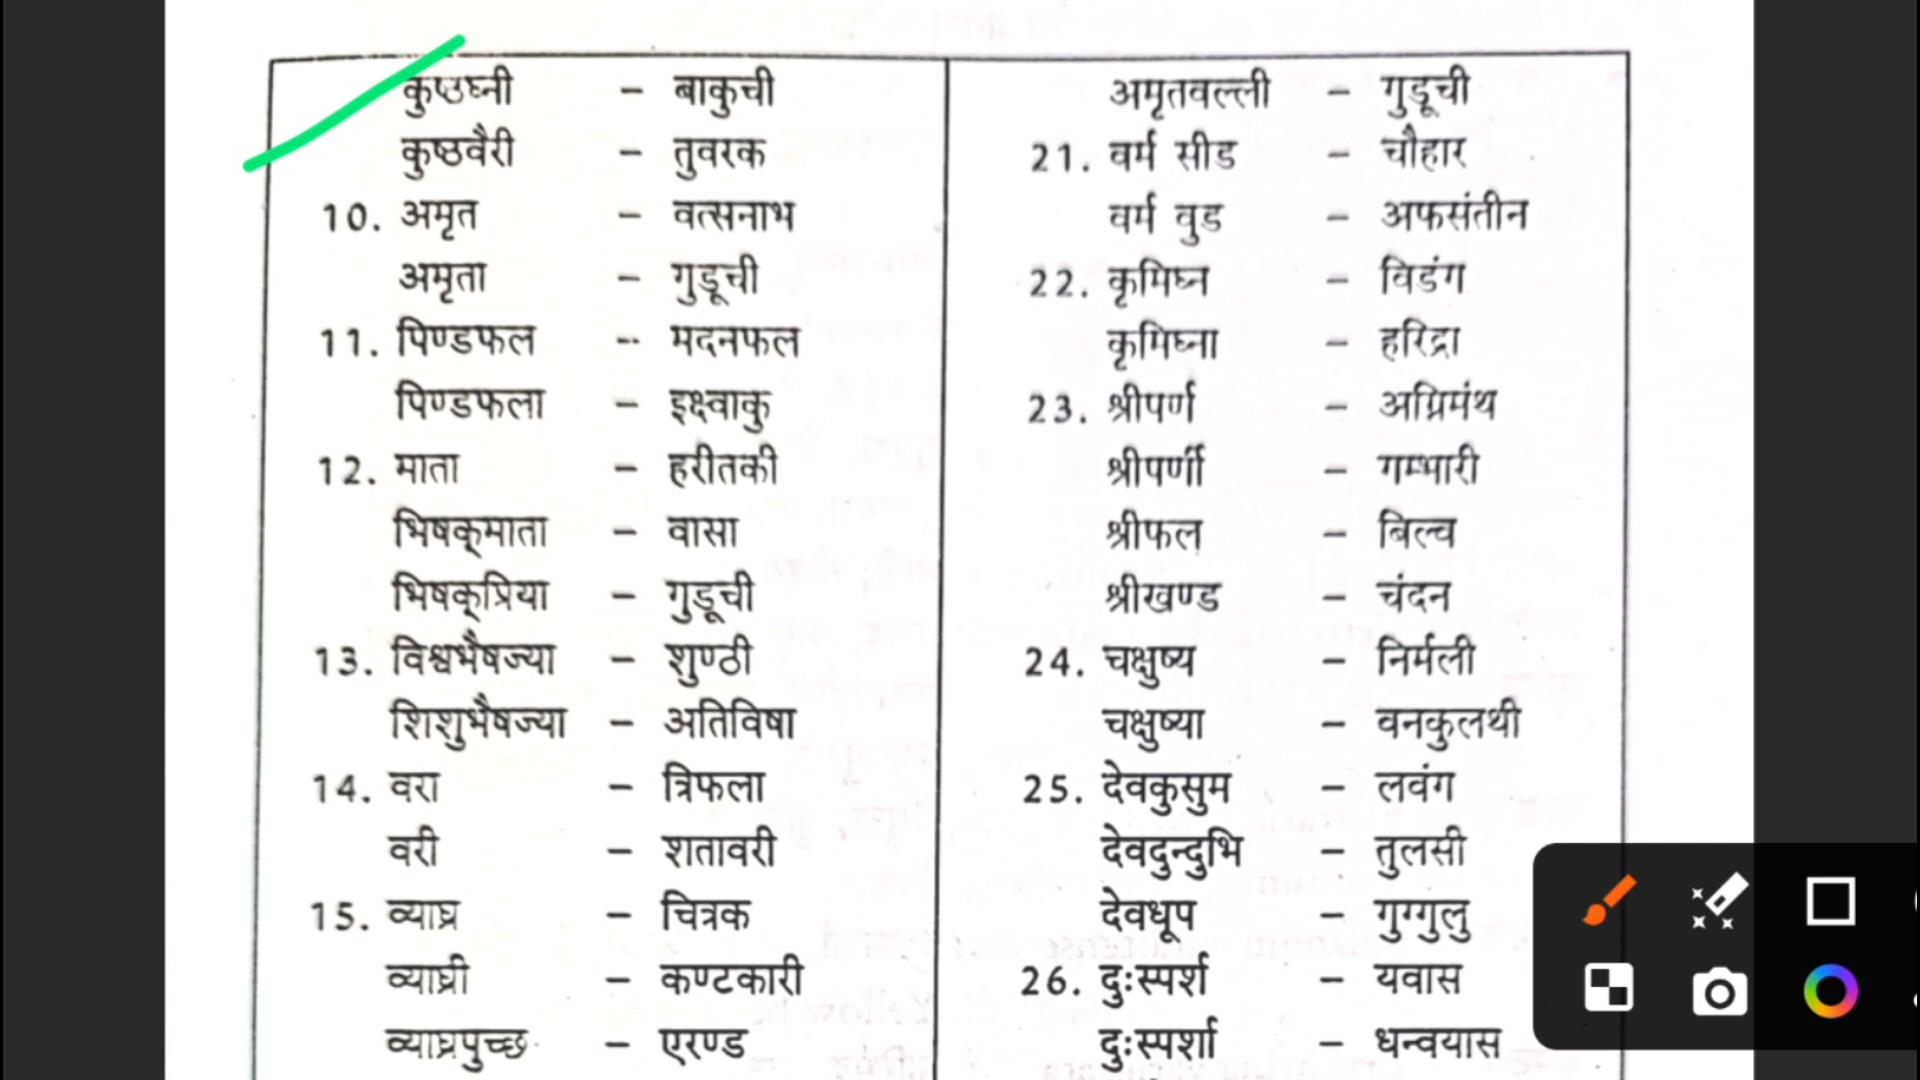 कुष्ठघ्नी – बाकुची
कुष्ठवैरी – तुवरक
10. अमृत – वत्सनाभ
अमृता – गुडूची
11. पिण्डफल -- मदनफल
पिण्डफला – इक्ष्वाकु
12. माता – हरीतकी
भिषक्माता – वासा
भिषक्प्रिया – गुडूची
13. विश्वभैषज्या – शुण्ठी
शिशुभैषज्या – अतिविषा
14. वरा – त्रिफला
वरी – शतावरी
15. व्याघ्र – चित्रक
व्याघ्री – कण्टकारी
व्याघ्रपुच्छ – एरण्ड
अमृतवल्ली – गुडूची
21. वर्म सीड – चौहार
वर्म वुड – अफसंतीन
22. कृमिघ्न – विडंग
कृमिघ्ना – हरिद्रा
23. श्रीपर्ण – अग्निमंथ
श्रीपर्णी – गम्भारी
श्रीफल – बिल्व
श्रीखण्ड – चंदन
24. चक्षुष्य – निर्मली
चक्षुष्या – वनकुलथी
25. देवकुसुम – लवंग
देवदुन्दुभि – तुलसी
देवधूप – गुग्गुलु
26. दुःस्पर्श – यवास
दुःस्पर्शा – धन्वयास